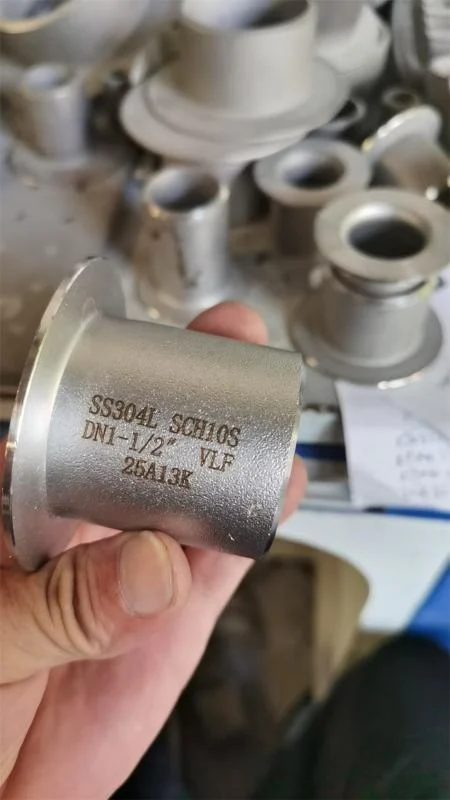 SS304L SCH10S
DN1-1/2" VLF
25A13K